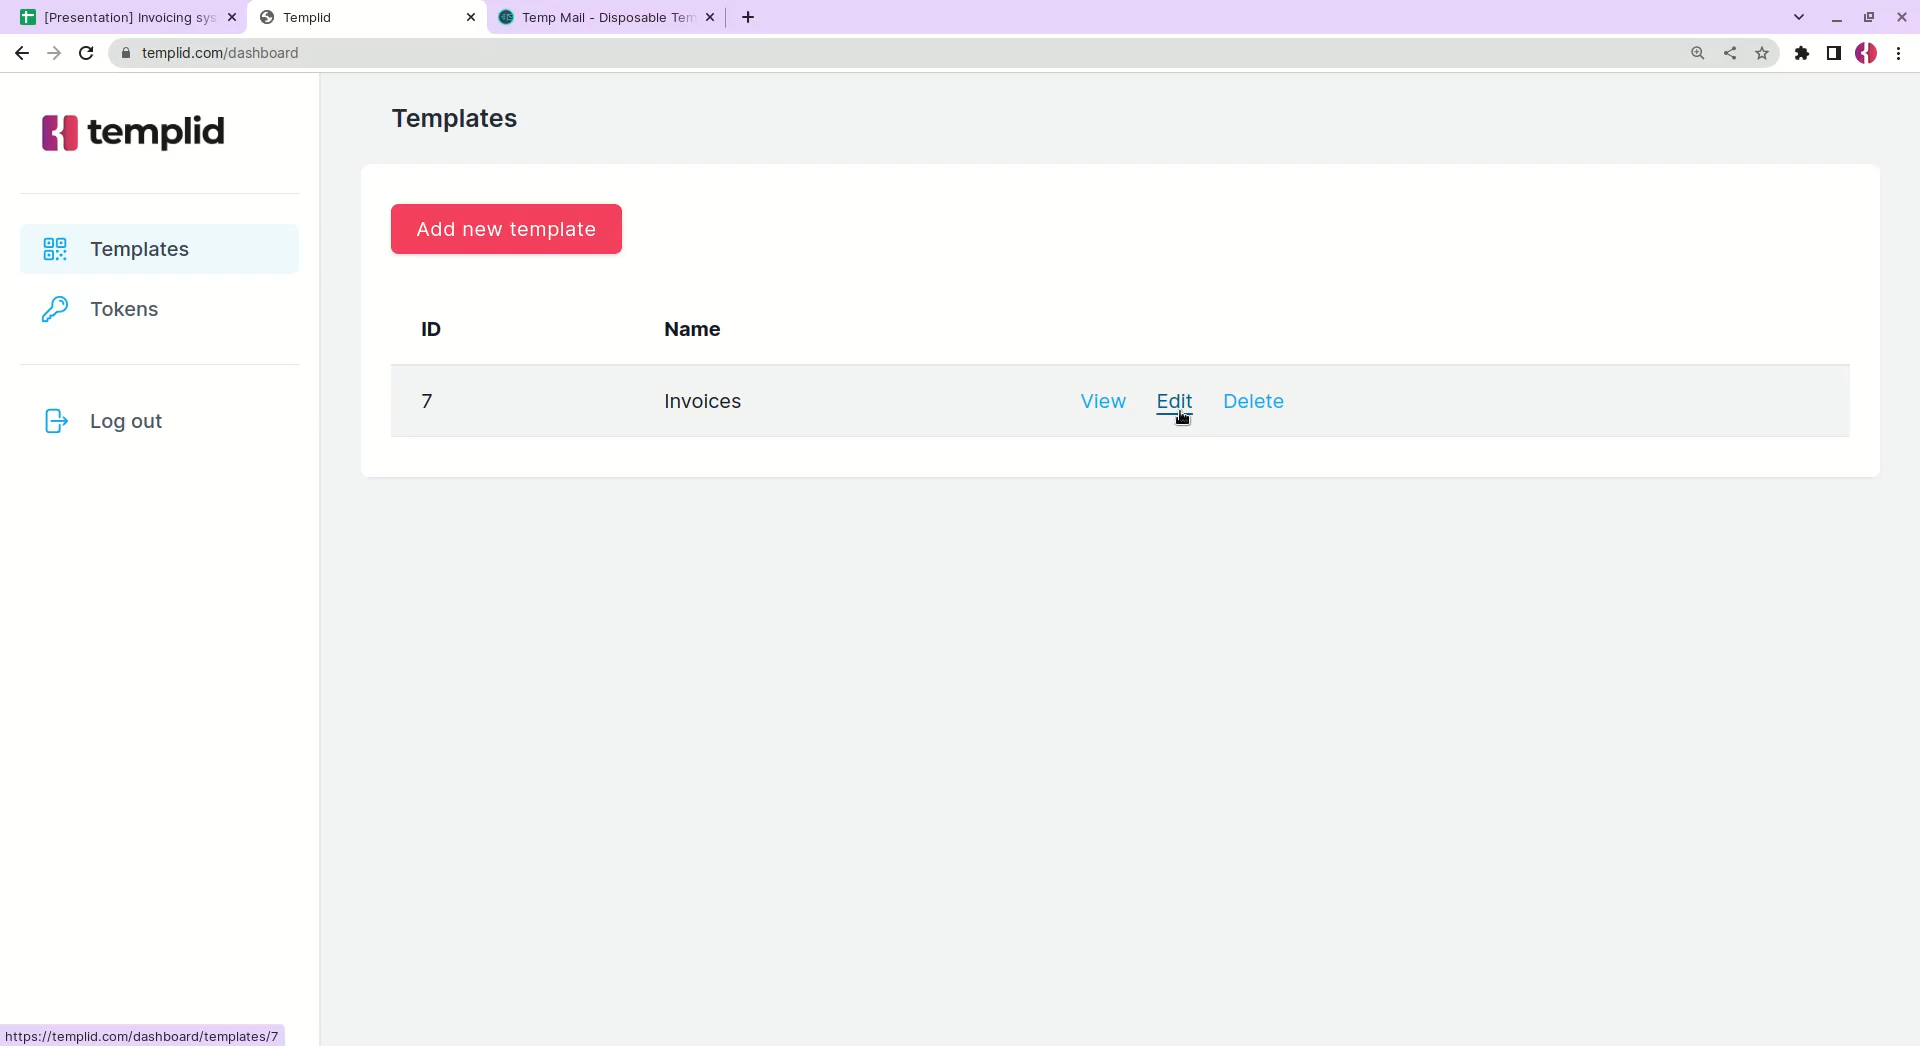 [Presentation] Invoicing sys
Templid
Temp Mail - Disposable Tem
templid.com/dashboard
templid
Templates
Tokens
Log out
Templates
Add new template
ID Name
7 Invoices View Edit Delete
https://templid.com/dashboard/templates/7